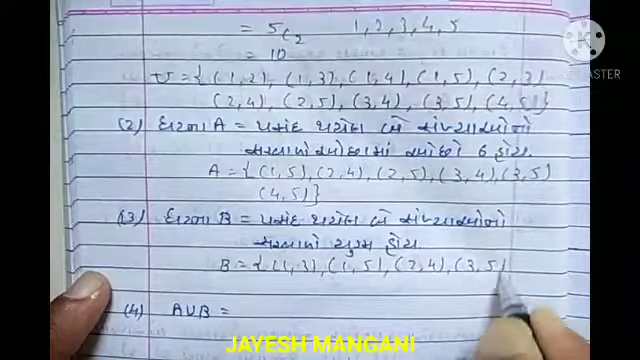 = 5C2 1, 2, 3, 4, 5
= 10
U = { (1,2), (1,3), (1,4), (1,5), (2,3)
(2,4), (2,5), (3,4), (3,5), (4,5)}
(2) ઘટના A = પસંદ થયેલ બે સંખ્યાઓનો
સરવાળો ઓછામાં ઓછો 6 હોય.
A = { (1,5), (2,4), (2,5), (3,4), (3,5)
(4,5)}
(3) ઘટના B = પસંદ થયેલ બે સંખ્યાઓનો
સરવાળો યુગ્મ હોય.
B = { (1,3), (1,5), (2,4), (3,5)
(4) A∪B =
JAYESH MANGANI